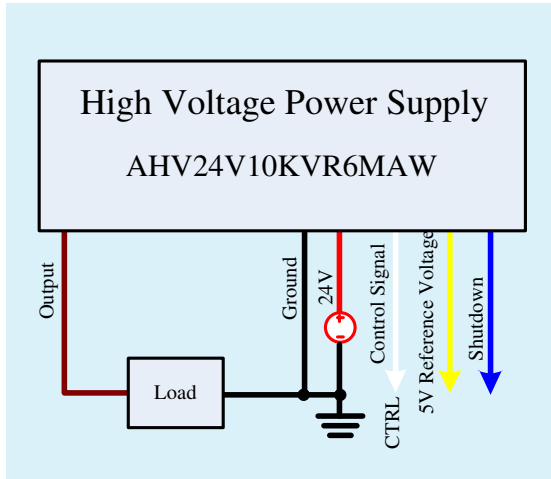 High Voltage Power Supply
AHV24V10KVR6MAW
Output
Ground
24V
Control Signal
5V Reference Voltage
Shutdown
Load
CTRL